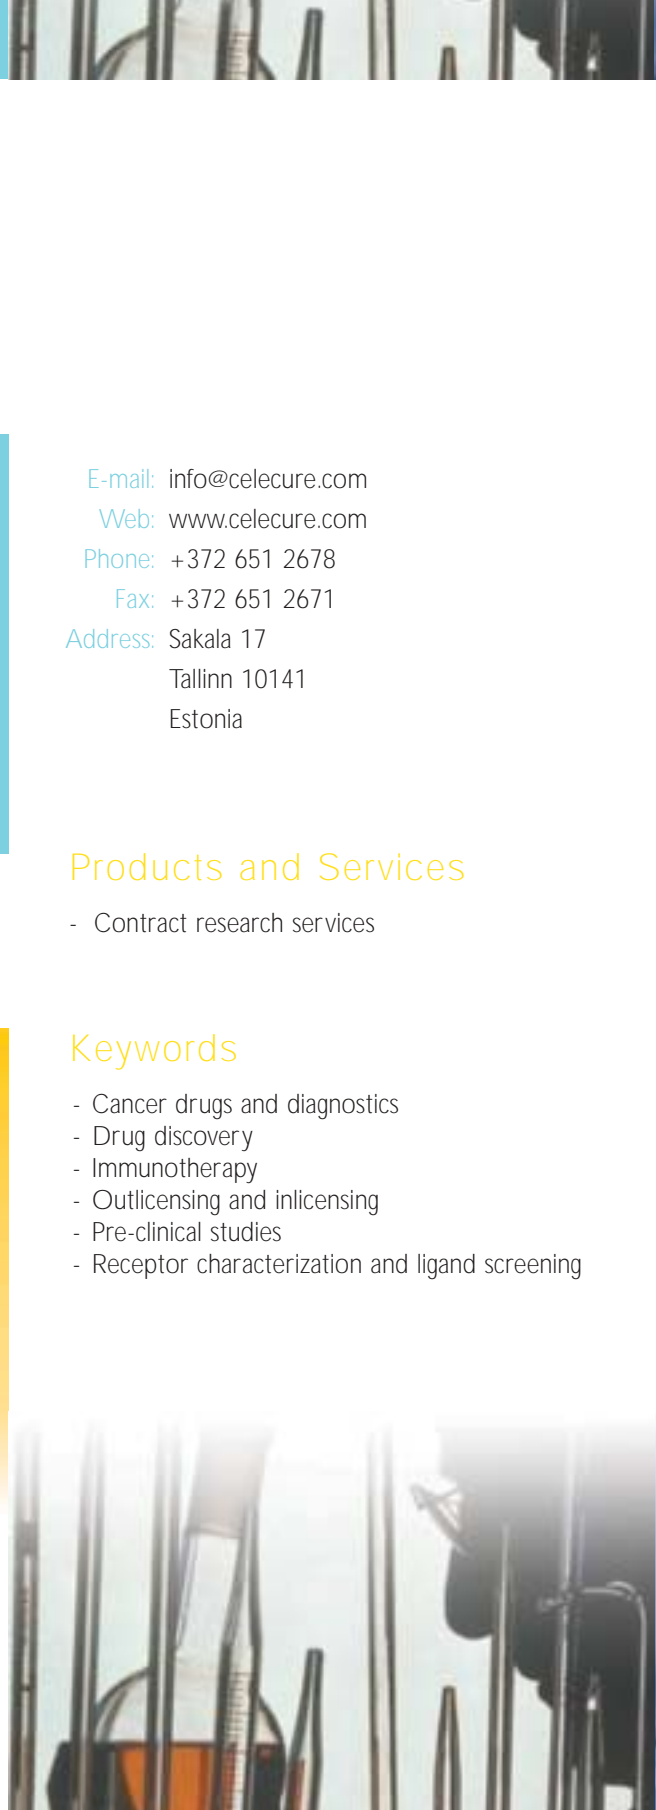 E-mail: info@celecure.com
Web: www.celecure.com
Phone: +372 651 2678
Fax: +372 651 2671
Address: Sakala 17
Tallinn 10141
Estonia
Products and Services
- Contract research services
Keywords
- Cancer drugs and diagnostics
- Drug discovery
- Immunotherapy
- Outlicensing and inlicensing
- Pre-clinical studies
- Receptor characterization and ligand screening